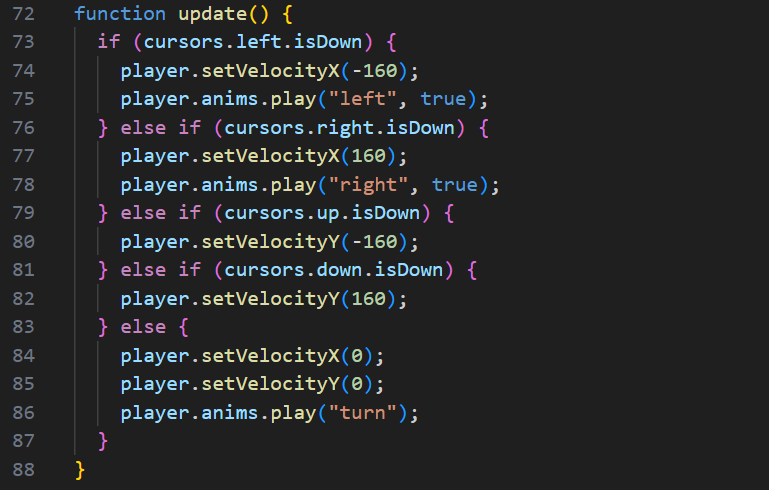 72 function update() {
73   if (cursors.left.isDown) {
74     player.setVelocityX(-160);
75     player.anims.play("left", true);
76   } else if (cursors.right.isDown) {
77     player.setVelocityX(160);
78     player.anims.play("right", true);
79   } else if (cursors.up.isDown) {
80     player.setVelocityY(-160);
81   } else if (cursors.down.isDown) {
82     player.setVelocityY(160);
83   } else {
84     player.setVelocityX(0);
85     player.setVelocityY(0);
86     player.anims.play("turn");
87   }
88 }